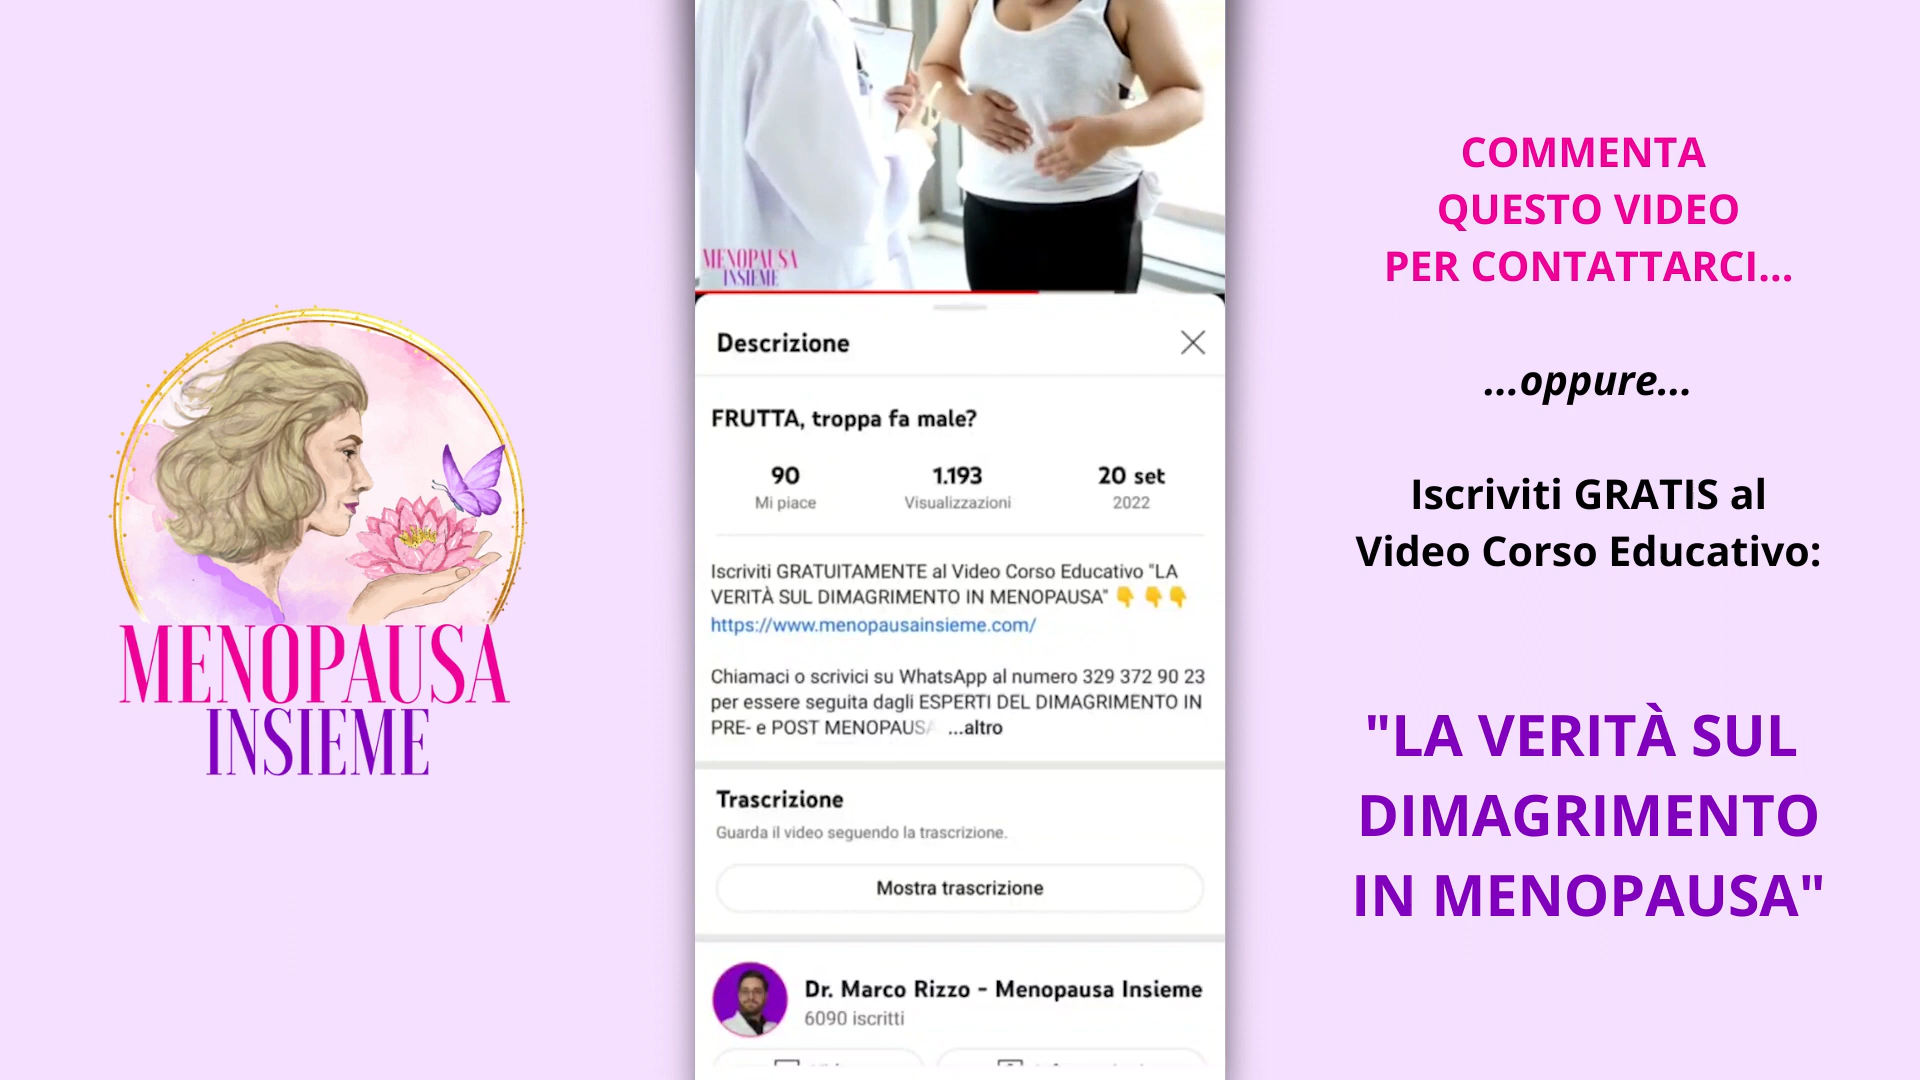 MENOPAUSA
INSIEME
MENOPAUSA
INSIEME
Descrizione
FRUTTA, troppa fa male?
90
Mi piace
1.193
Visualizzazioni
20 set
2022
Iscriviti GRATUITAMENTE al Video Corso Educativo "LA
VERITÀ SUL DIMAGRIMENTO IN MENOPAUSA" 👇 👇👇
https://www.menopausainsieme.com/
Chiamaci o scrivici su WhatsApp al numero 329 372 90 23
per essere seguita dagli ESPERTI DEL DIMAGRIMENTO IN
PRE- e POST MENOPAUSA ...altro
Trascrizione
Guarda il video seguendo la trascrizione.
Mostra trascrizione
Dr. Marco Rizzo - Menopausa Insieme
6090 iscritti
COMMENTA
QUESTO VIDEO
PER CONTATTARCI...
...oppure...
Iscriviti GRATIS al
Video Corso Educativo:
"LA VERITÀ SUL
DIMAGRIMENTO
IN MENOPAUSA"